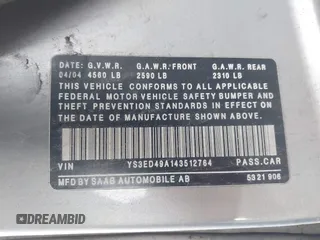 DATE: G.V.W.R. G.A.W.R. FRONT G.A.W.R. REAR
04/04 4560 LB 2590 LB 2310 LB
THIS VEHICLE CONFORMS TO ALL APPLICABLE
FEDERAL MOTOR VEHICLE SAFETY BUMPER AND
THEFT PREVENTION STANDARDS IN EFFECT ON
THE DATE OF MANUFACTURE SHOWN ABOVE
YS3ED49A143512764
VIN PASS.CAR
MFD BY SAAB AUTOMOBILE AB 5321906
DREAMBID